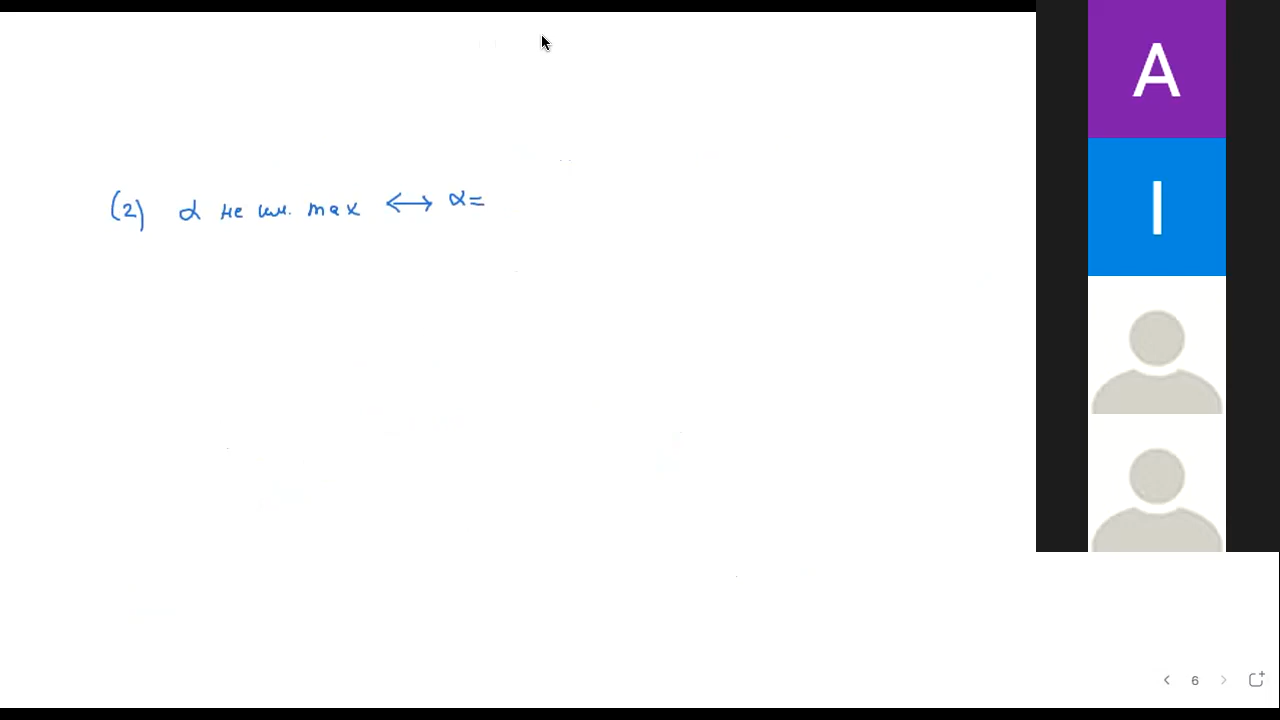 (2) α не им. max ⟷ α=
A
I
6